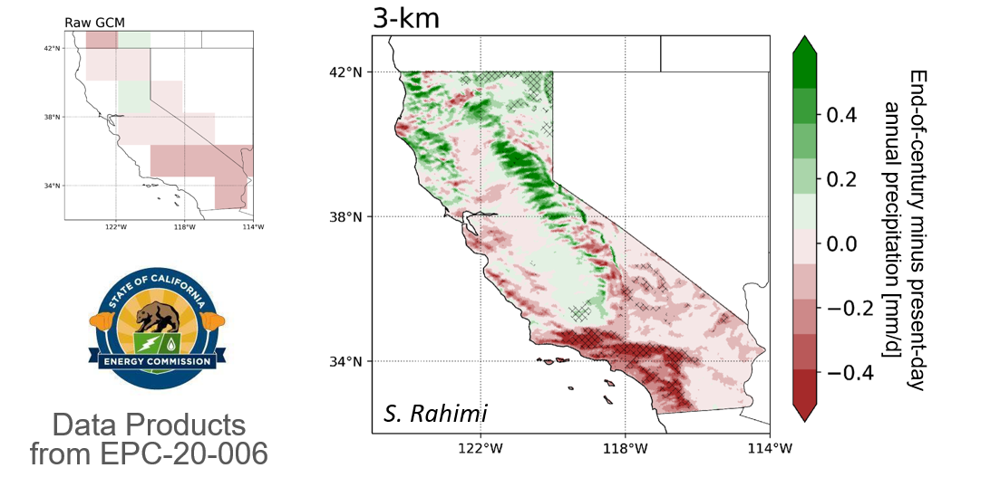 Raw GCM
42°N
38°N
34°N
122°W
118°W
114°W
STATE OF CALIFORNIA
ENERGY COMMISSION
Data Products
from EPC-20-006
3-km
42°N
38°N
34°N
S. Rahimi
122°W
118°W
114°W
0.4
0.2
0.0
−0.2
−0.4
End-of-century minus present-day
annual precipitation [mm/d]